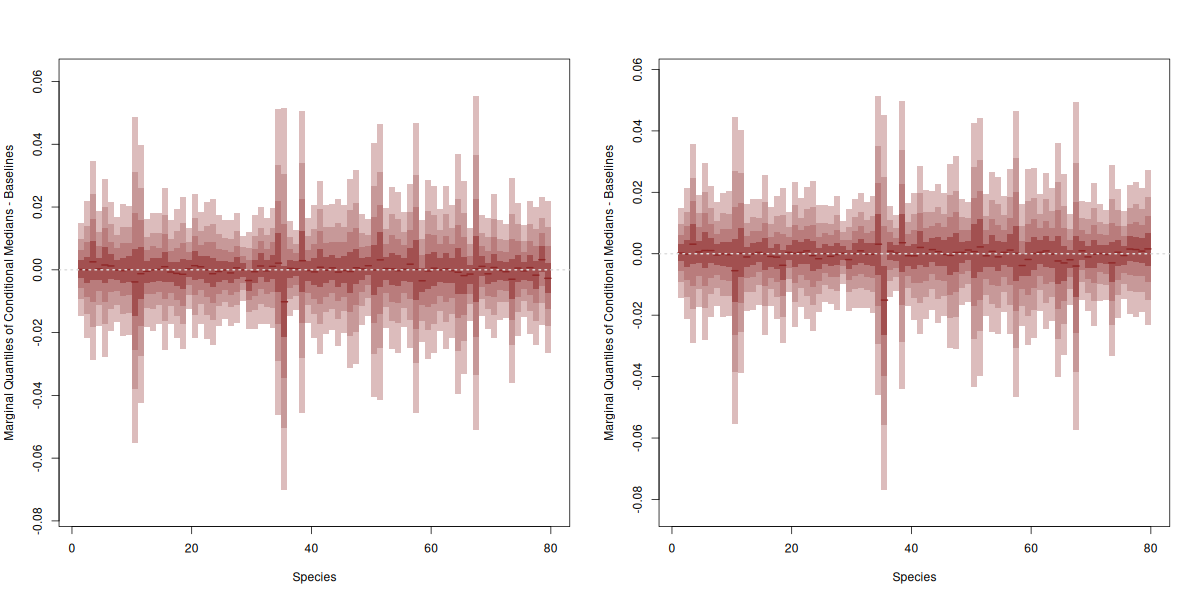 Marginal Quantiles of Conditional Medians - Baselines
0.06
0.04
0.02
0.00
-0.02
-0.04
-0.06
-0.08
0 20 40 60 80
Species
Marginal Quantiles of Conditional Medians - Baselines
0.06
0.04
0.02
0.00
-0.02
-0.04
-0.06
-0.08
0 20 40 60 80
Species